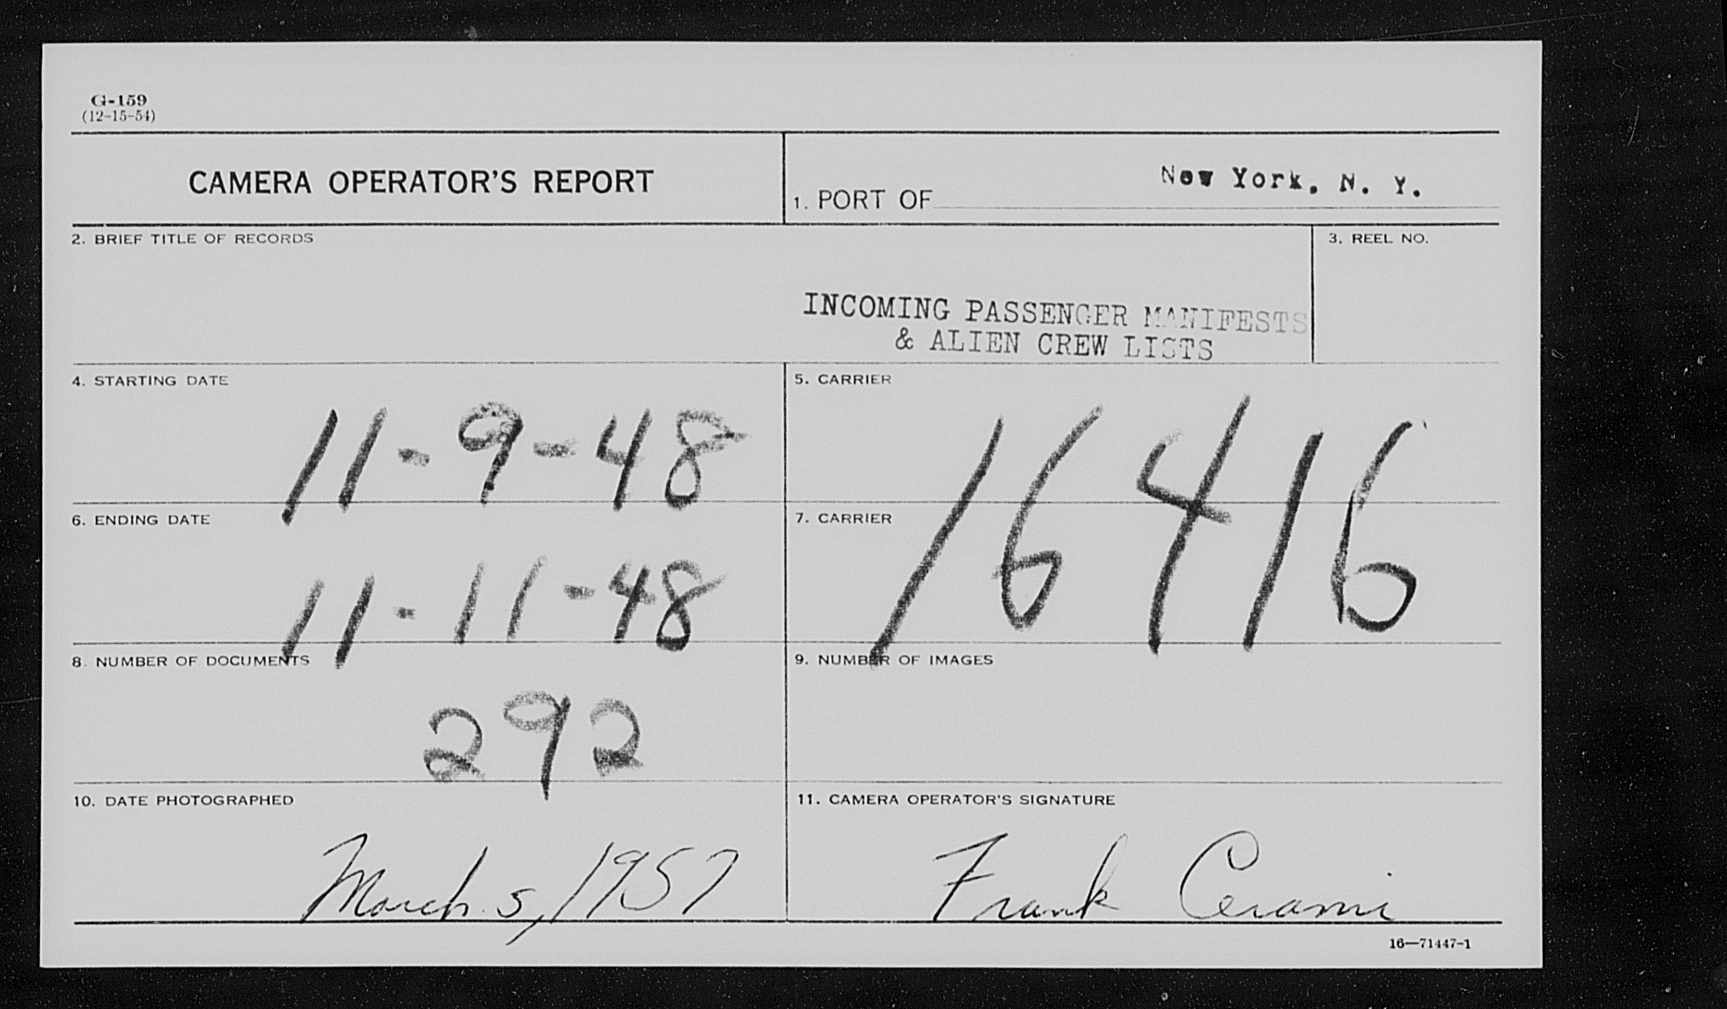 G-159
(12-15-54)
CAMERA OPERATOR'S REPORT
1. PORT OF New York, N. Y.
2. BRIEF TITLE OF RECORDS
3. REEL NO.
INCOMING PASSENGER MANIFESTS
& ALIEN CREW LISTS
4. STARTING DATE
11-9-48
5. CARRIER
16416
6. ENDING DATE
11-11-48
7. CARRIER
8. NUMBER OF DOCUMENTS
292
9. NUMBER OF IMAGES
10. DATE PHOTOGRAPHED
March 5, 1957
11. CAMERA OPERATOR'S SIGNATURE
Frank Cerami
16—71447-1